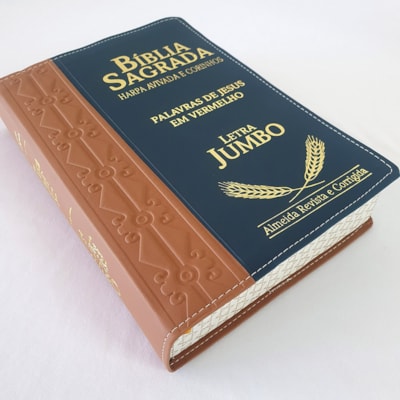 BÍBLIA
SAGRADA
HARPA AVIVADA E CORINHOS
PALAVRAS DE JESUS
EM VERMELHO
LETRA
JUMBO
Almeida Revista e Corrigida